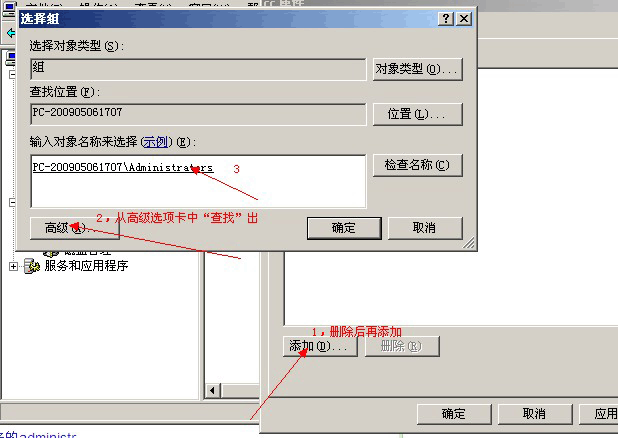 选择组
选择对象类型(S):
组
对象类型(O)...
查找位置(F):
PC-200905061707
位置(L)...
输入对象名称来选择(示例)(E):
PC-200905061707\Administrators
3
检查名称(C)
2，从高级选项卡中“查找”出
高级(A)...
确定
取消
服务和应用程序
1，删除后再添加
添加(D)...
删除(R)
确定
取消
应用
的administr